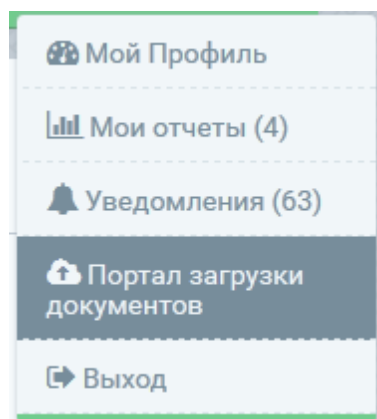 Мой Профиль
Мои отчеты (4)
Уведомления (63)
Портал загрузки
документов
Выход